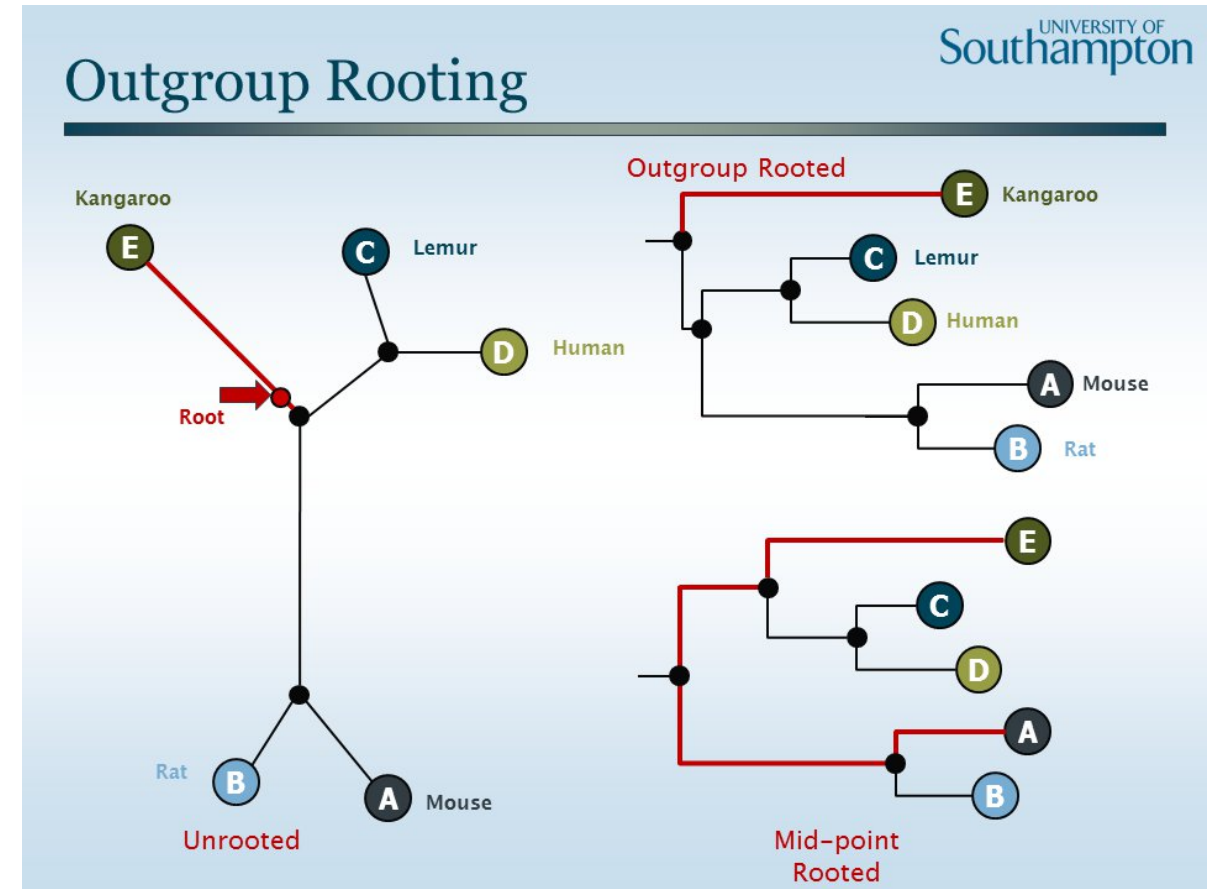 UNIVERSITY OF
Southampton
Outgroup Rooting
Kangaroo
E
C
Lemur
D
Human
Root
Rat
B
A
Mouse
Unrooted
Outgroup Rooted
E
Kangaroo
C
Lemur
D
Human
A
Mouse
B
Rat
E
C
D
A
B
Mid-point
Rooted